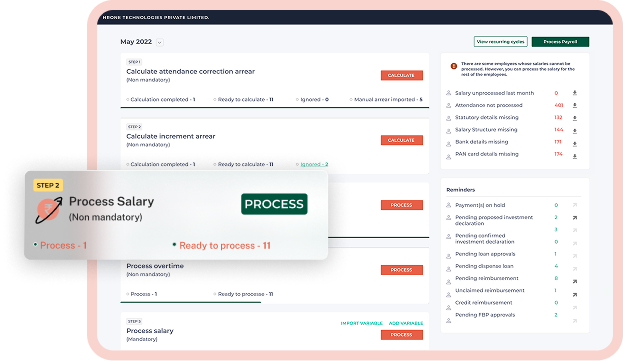 HRONE TECHNOLOGIES PRIVATE LIMITED.
May 2022
View recurring cycles
Process Payroll
STEP 1
Calculate attendance correction arrear
(Non mandatory)
CALCULATE
Calculation completed - 1
Ready to calculate - 11
Ignored - 0
Manual arrear imported - 5
STEP 2
Calculate increment arrear
(Non mandatory)
CALCULATE
Calculation completed - 1
Ready to calculate - 11
Ignored - 2
STEP 2
Process Salary
(Non mandatory)
PROCESS
Process - 1
Ready to process - 11
PROCESS
Process overtime
(Non mandatory)
PROCESS
Process - 1
Ready to processe - 11
STEP 5
Process salary
(Mandatory)
IMPORT VARIABLE
ADD VARIABLE
PROCESS
There are some employees whose salaries cannot be
processed. However, you can process the salary for the
rest of the employees.
Salary unprocessed last month 0
Attendance not processed 401
Statutory details missing 132
Salary Structure missing 144
Bank details missing 171
PAN card details missing 174
Reminders
Payment(s) on hold 0
Pending proposed investment 2
declaration
3
Pending confirmed
investment declaration 0
Pending loan approvals 1
Pending dispense loan 4
Pending reimbursement 8
Unclaimed reimbursement 1
Credit reimbursement 0
Pending FBP approvals 2